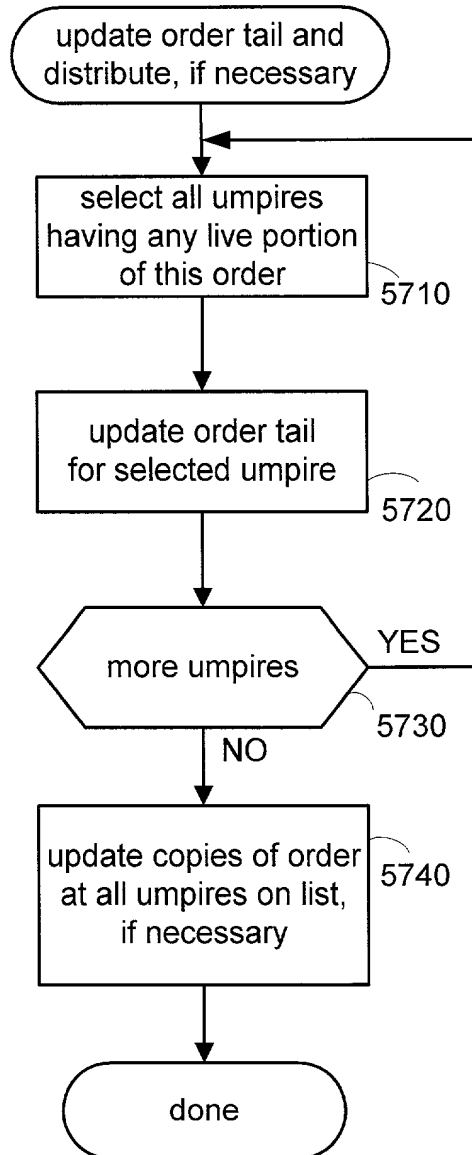 update order tail and
distribute, if necessary
select all umpires
having any live portion
of this order
5710
update order tail
for selected umpire
5720
more umpires
YES
5730
NO
update copies of order
at all umpires on list,
if necessary
5740
done